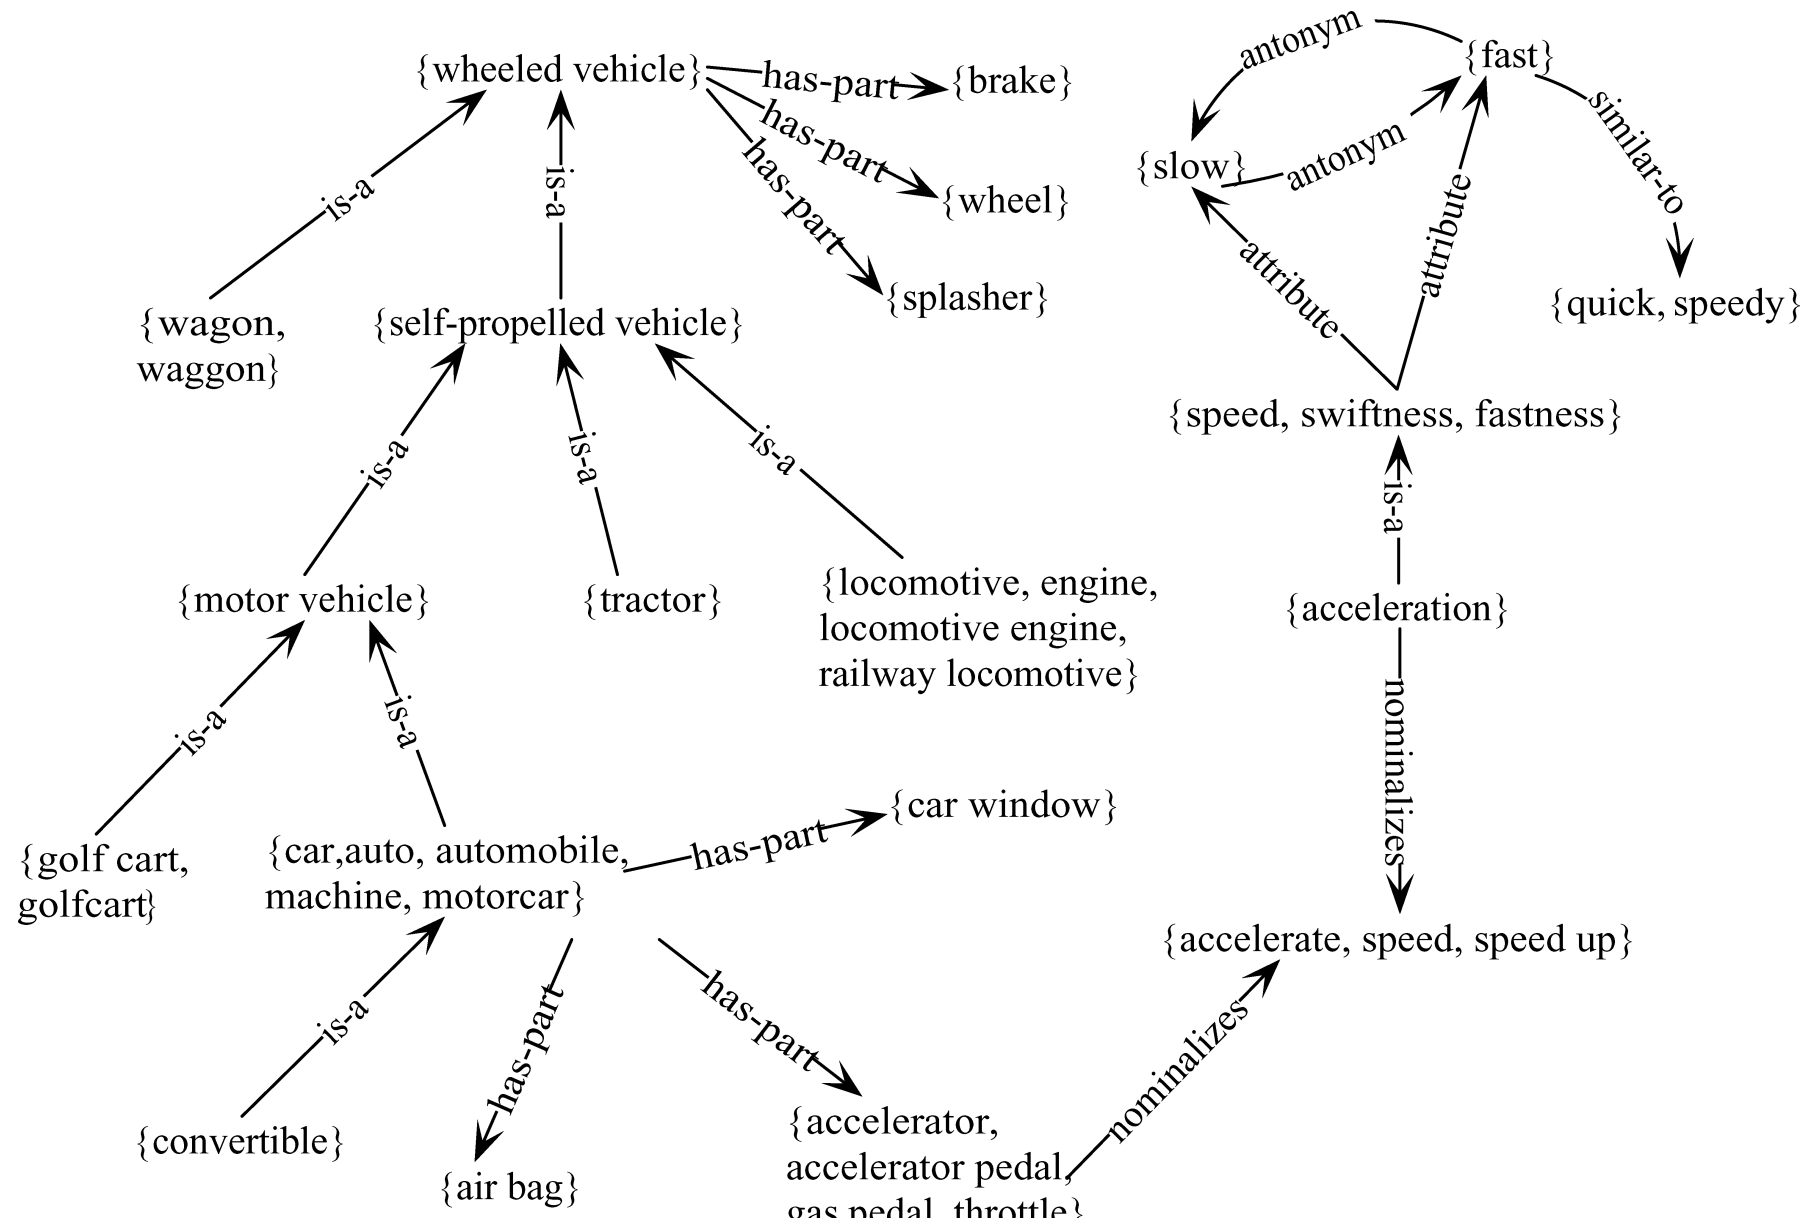 antonym
{fast}
{wheeled vehicle}
has-part
{brake}
similar-to
has-part
antonym
{slow}
is-a
is-a
has-part
{wheel}
attribute
attribute
{splasher}
{quick, speedy}
{wagon,
waggon}
{self-propelled vehicle}
{speed, swiftness, fastness}
is-a
is-a
is-a
is-a
{motor vehicle}
{tractor}
{locomotive, engine,
locomotive engine,
railway locomotive}
{acceleration}
is-a
is-a
nominalizes
{car window}
has-part
{golf cart,
golfcart}
{car,auto, automobile,
machine, motorcar}
{accelerate, speed, speed up}
is-a
has-part
has-part
nominalizes
{convertible}
{air bag}
{accelerator,
accelerator pedal,
gas pedal, throttle}